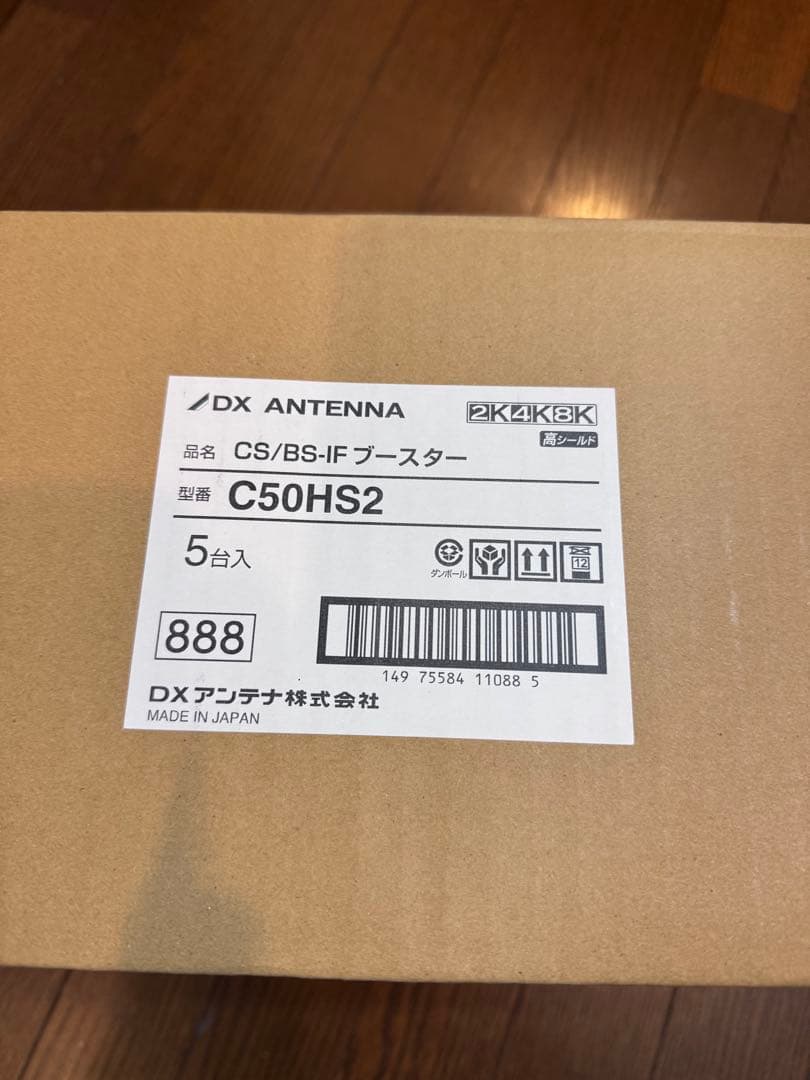 DX ANTENNA
2K4K8K
高シールド
品名 CS/BS-IFブースター
型番 C50HS2
5台入
ダンボール
12
888
149 75584 11088 5
DXアンテナ株式会社
MADE IN JAPAN